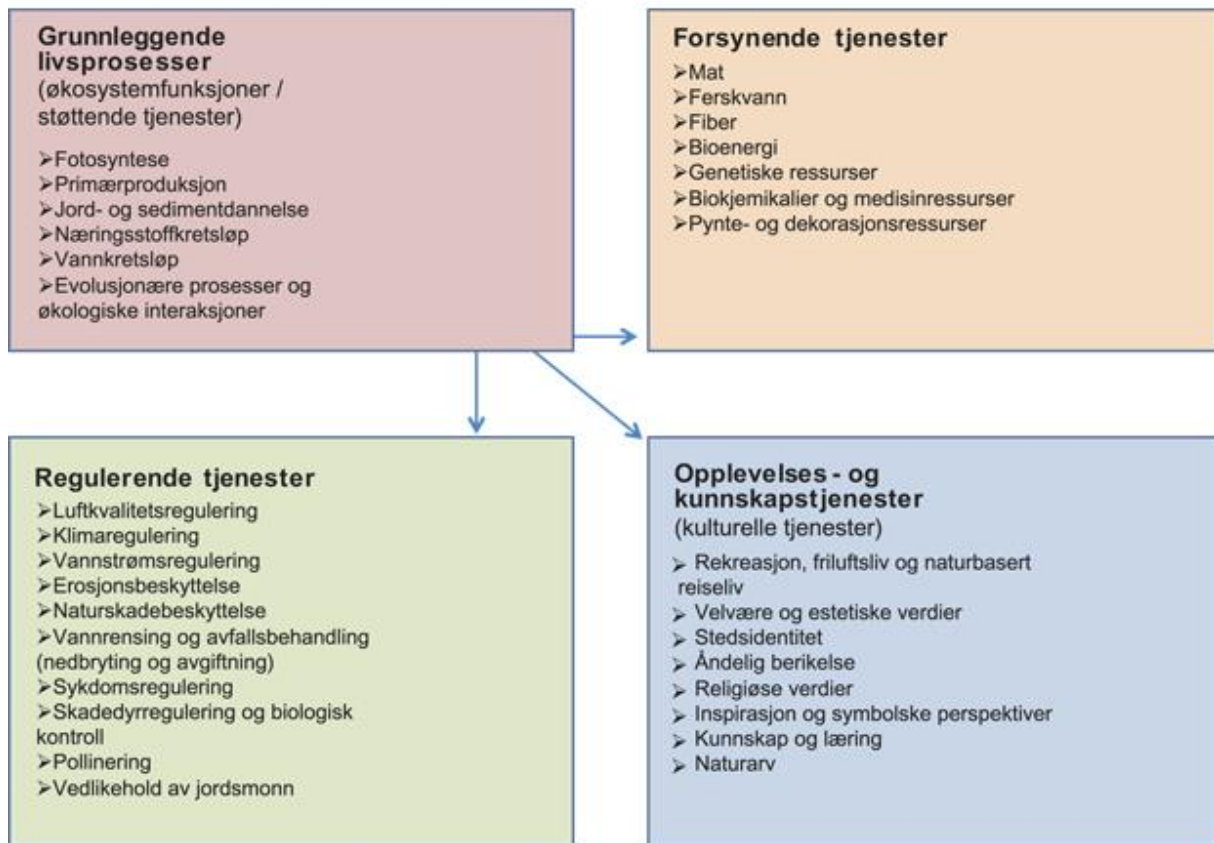 Grunnleggende
livsprosesser
(økosystemfunksjoner /
støttende tjenester)
➢Fotosyntese
➢Primærproduksjon
➢Jord- og sedimentdannelse
➢Næringsstoffkretsløp
➢Vannkretsløp
➢Evolusjonære prosesser og
økologiske interaksjoner
Forsynende tjenester
➢Mat
➢Ferskvann
➢Fiber
➢Bioenergi
➢Genetiske ressurser
➢Biokjemikalier og medisinressurser
➢Pynte- og dekorasjonsressurser
Regulerende tjenester
➢Luftkvalitetsregulering
➢Klimaregulering
➢Vannstrømsregulering
➢Erosjonsbeskyttelse
➢Naturskadebeskyttelse
➢Vannrensing og avfallsbehandling
(nedbryting og avgiftning)
➢Sykdomsregulering
➢Skadedyrregulering og biologisk
kontroll
➢Pollinering
➢Vedlikehold av jordsmonn
Opplevelses - og
kunnskapstjenester
(kulturelle tjenester)
➢ Rekreasjon, friluftsliv og naturbasert
reiseliv
➢ Velvære og estetiske verdier
➢ Stedsidentitet
➢ Åndelig berikelse
➢ Religiøse verdier
➢ Inspirasjon og symbolske perspektiver
➢ Kunnskap og læring
➢ Naturarv